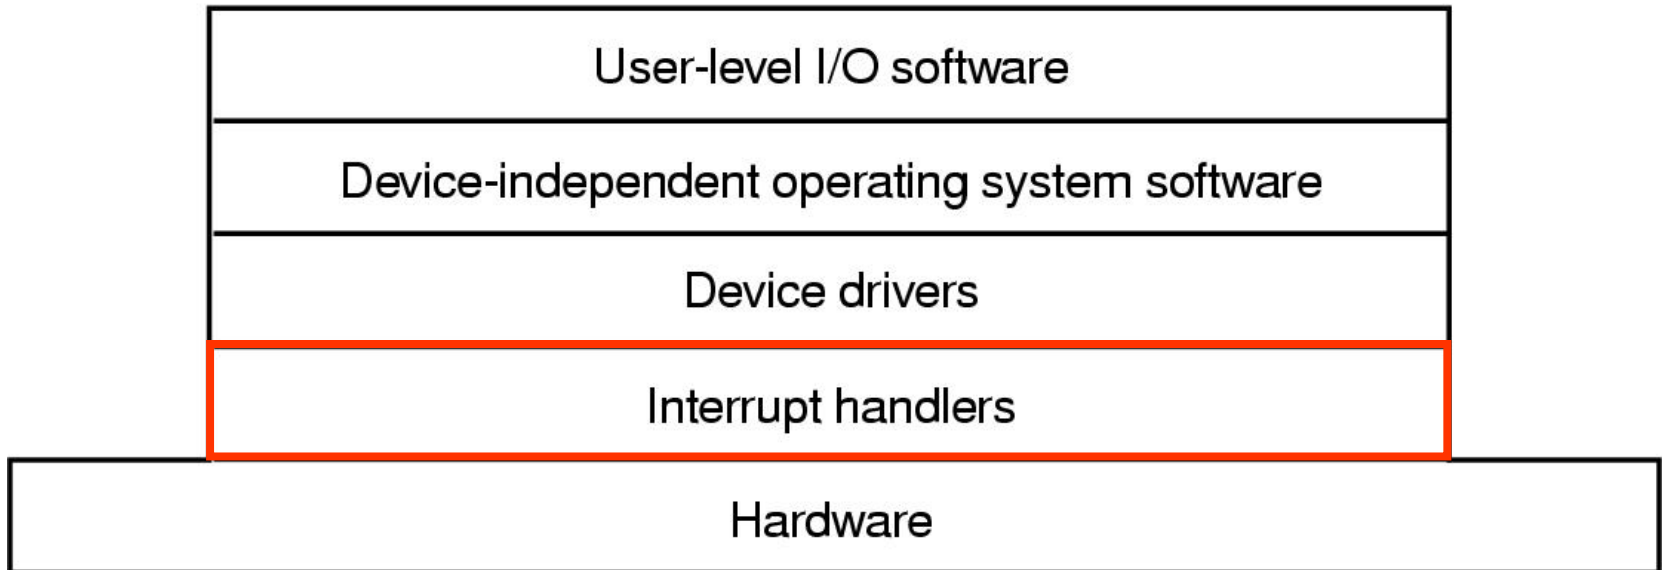 User-level I/O software
Device-independent operating system software
Device drivers
Interrupt handlers
Hardware